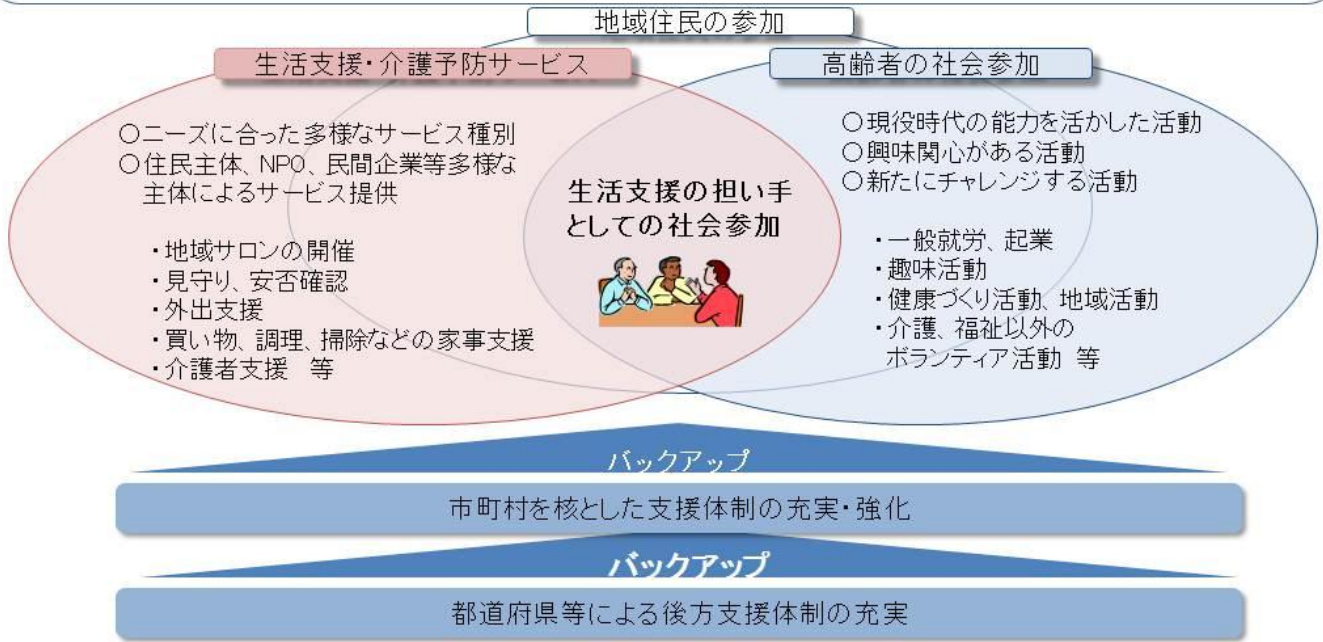 地域住民の参加
生活支援・介護予防サービス
○ニーズに合った多様なサービス種別
○住民主体、NPO、民間企業等多様な
主体によるサービス提供
・地域サロンの開催
・見守り、安否確認
・外出支援
・買い物、調理、掃除などの家事支援
・介護者支援 等
生活支援の担い手
としての社会参加
高齢者の社会参加
○現役時代の能力を活かした活動
○興味関心がある活動
○新たにチャレンジする活動
・一般就労、起業
・趣味活動
・健康づくり活動、地域活動
・介護、福祉以外の
ボランティア活動 等
バックアップ
市町村を核とした支援体制の充実・強化
バックアップ
都道府県等による後方支援体制の充実